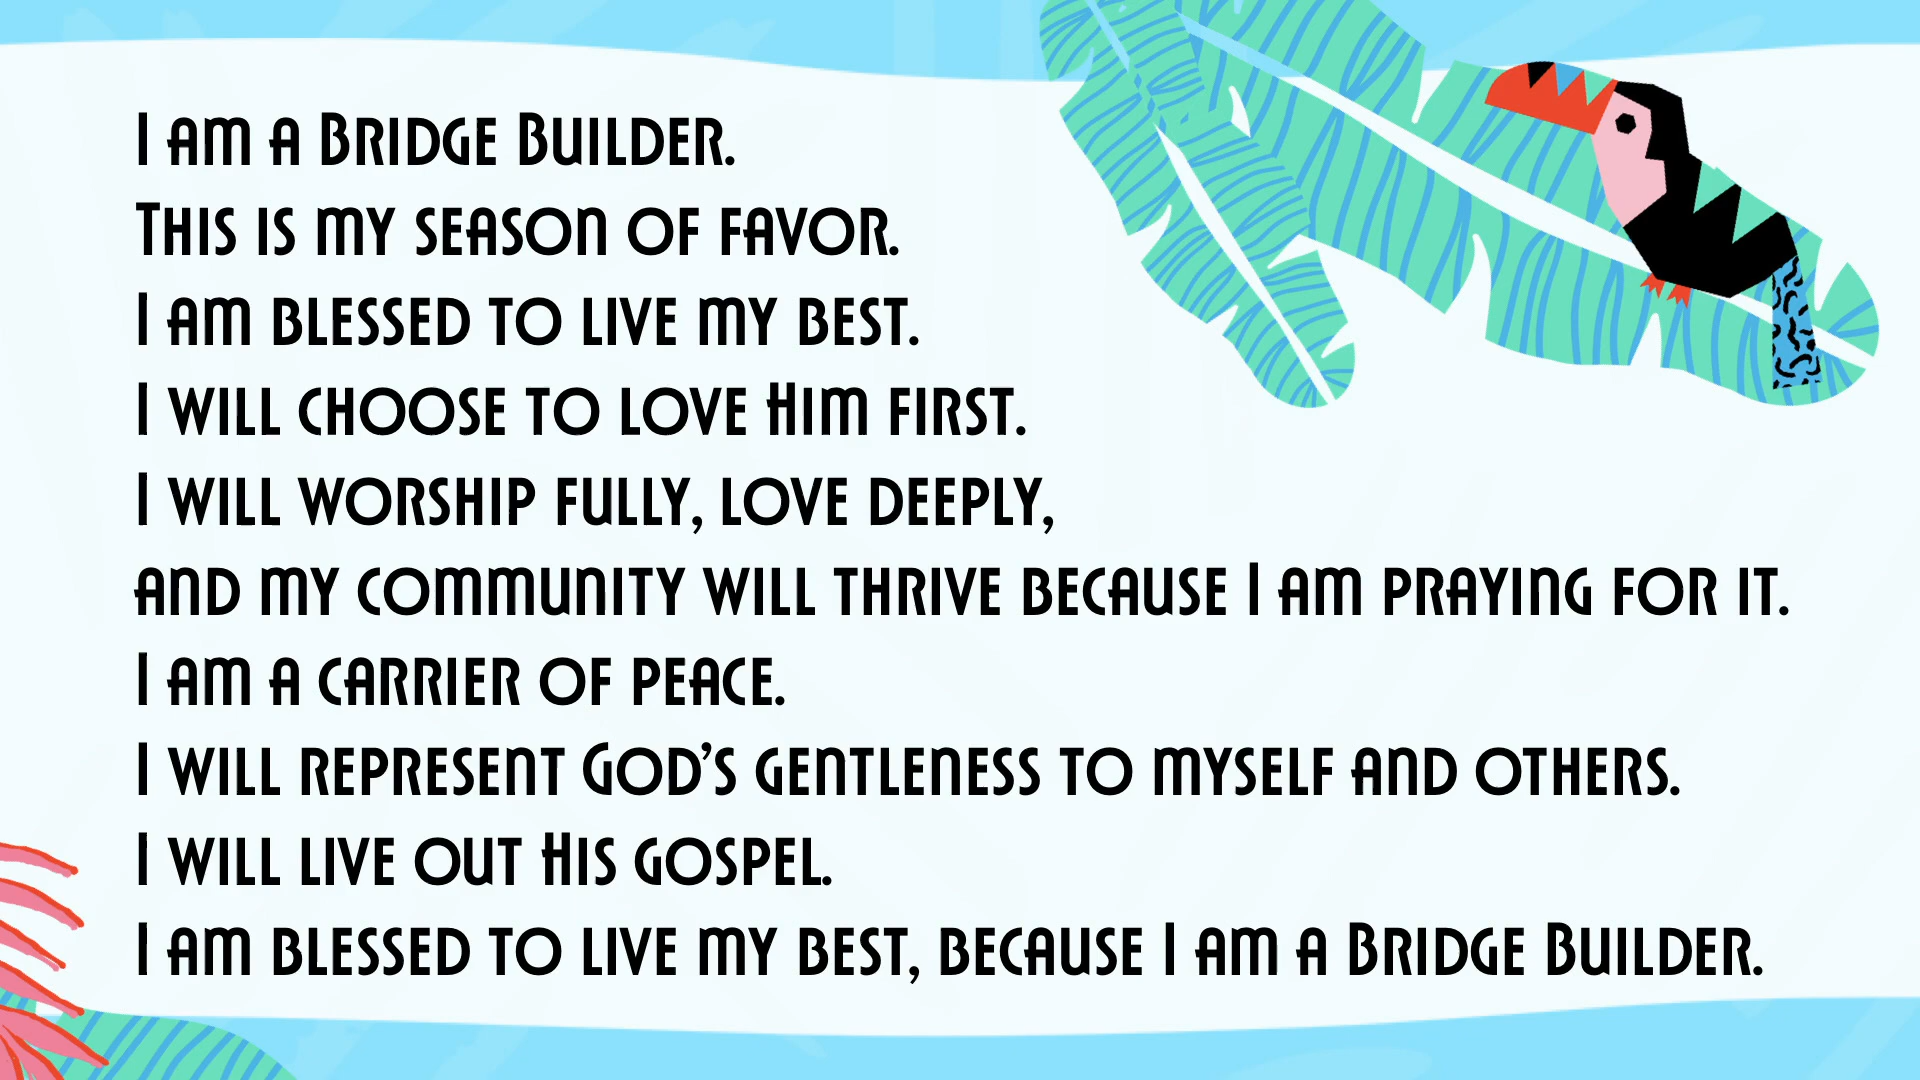 I am a Bridge Builder.
This is my season of favor.
I am blessed to live my best.
I will choose to love Him first.
I will worship fully, love deeply,
and my community will thrive because I am praying for it.
I am a carrier of peace.
I will represent God’s gentleness to myself and others.
I will live out His gospel.
I am blessed to live my best, because I am a Bridge Builder.